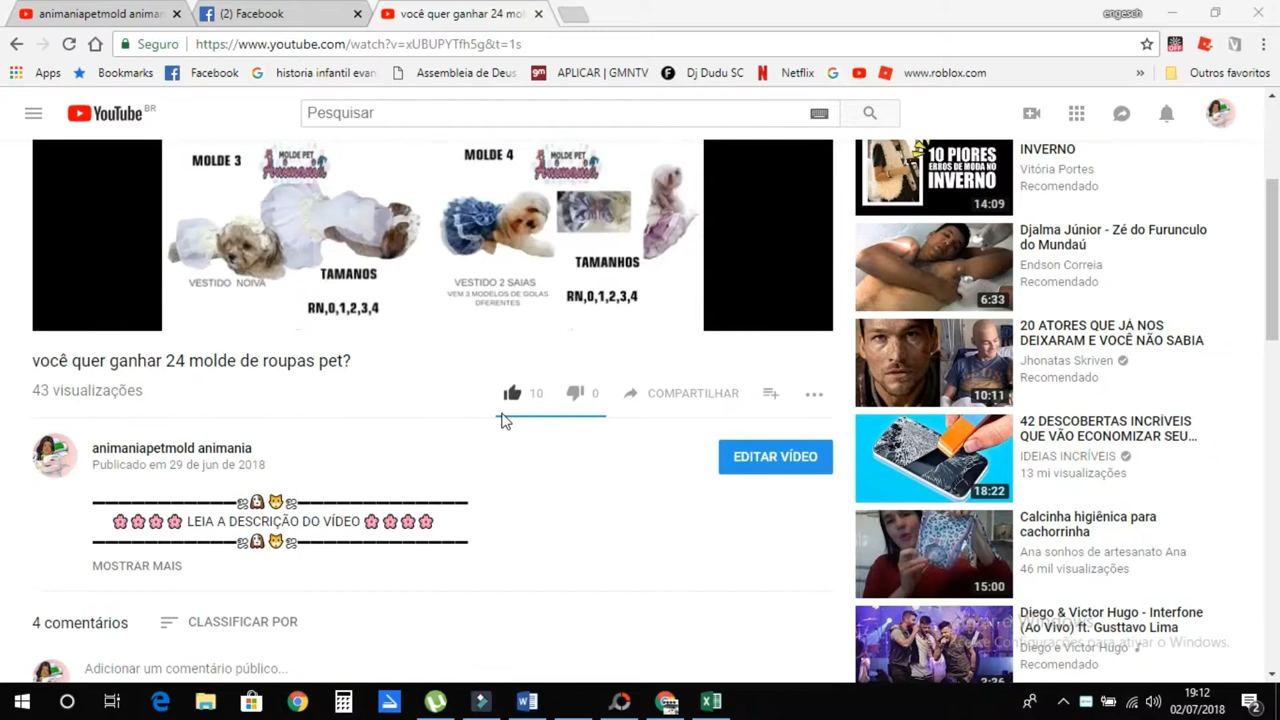 animaniapetmold animan
(2) Facebook
você quer ganhar 24 mol
engesch
Seguro
https://www.youtube.com/watch?v=xUBUPYTfh5g&t=1s
Apps
Bookmarks
Facebook
historia infantil evan
Assembleia de Deus
APLICAR | GMNTV
Dj Dudu SC
Netflix
www.roblox.com
»
Outros favoritos
YouTube BR
Pesquisar
MOLDE 3
MOLDE PET
Animania
TAMANOS
VESTIDO NOIVA
RN,0,1,2,3,4
MOLDE 4
MOLDE PET
Animania
TAMANHOS
VESTIDO 2 SAIAS
VEM 3 MODELOS DE GOLAS
DFERENTES
RN,0,1,2,3,4
você quer ganhar 24 molde de roupas pet?
43 visualizações
10
0
COMPARTILHAR
animaniapetmold animania
Publicado em 29 de jun de 2018
EDITAR VÍDEO
LEIA A DESCRIÇÃO DO VÍDEO
MOSTRAR MAIS
4 comentários
CLASSIFICAR POR
Adicionar um comentário público...
10 PIORES
ERROS DE MODA NO
INVERNO
14:09
INVERNO
Vitória Portes
Recomendado
6:33
Djalma Júnior - Zé do Furunculo
do Mundaú
Endson Correia
Recomendado
10:11
20 ATORES QUE JÁ NOS
DEIXARAM E VOCÊ NÃO SABIA
Jhonatas Skriven
Recomendado
18:22
42 DESCOBERTAS INCRÍVEIS
QUE VÃO ECONOMIZAR SEU...
IDEIAS INCRÍVEIS
13 mi visualizações
15:00
Calcinha higiênica para
cachorrinha
Ana sonhos de artesanato Ana
46 mil visualizações
Diego & Victor Hugo - Interfone
(Ao Vivo) ft. Gusttavo Lima
Diego e Victor Hugo
Recomendado
Windows
Configurações para ativar o Windows.
19:12
02/07/2018
2